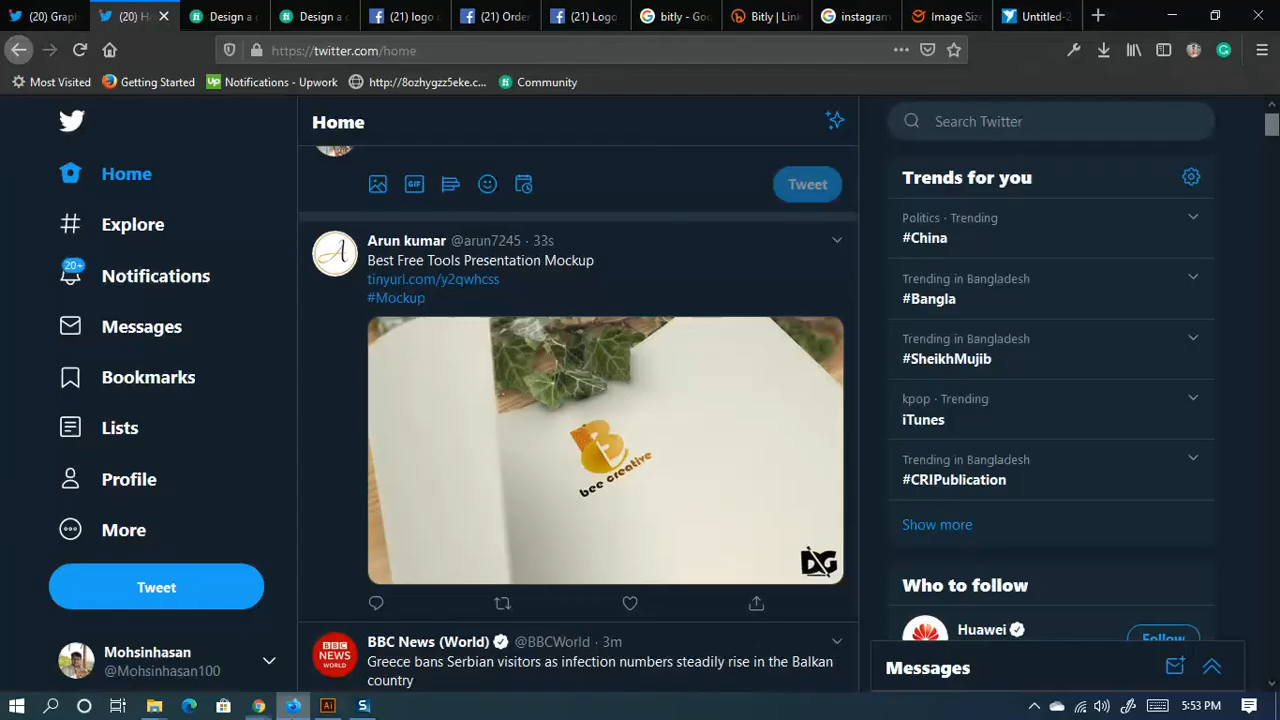 (20) Graph
(20) H
Design a
Design a
(21) logo
(21) Order
(21) Logo
bitly - Goo
Bitly | Link
instagram
Image Size
Untitled-2
https://twitter.com/home
Most Visited
Getting Started
Notifications - Upwork
http://8ozhygzz5eke.c...
Community
Home
Explore
20+
Notifications
Messages
Bookmarks
Lists
Profile
More
Tweet
Mohsinhasan
@Mohsinhasan100
Home
GIF
Tweet
Arun kumar @arun7245 · 33s
Best Free Tools Presentation Mockup
tinyurl.com/y2qwhcss
#Mockup
B
bee creative
DG
BBC NEWS WORLD
BBC News (World) @BBCWorld · 3m
Greece bans Serbian visitors as infection numbers steadily rise in the Balkan
country
Search Twitter
Trends for you
Politics · Trending
#China
Trending in Bangladesh
#Bangla
Trending in Bangladesh
#SheikhMujib
kpop · Trending
iTunes
Trending in Bangladesh
#CRIPublication
Show more
Who to follow
Huawei
Follow
Messages
Ai
S
5:53 PM